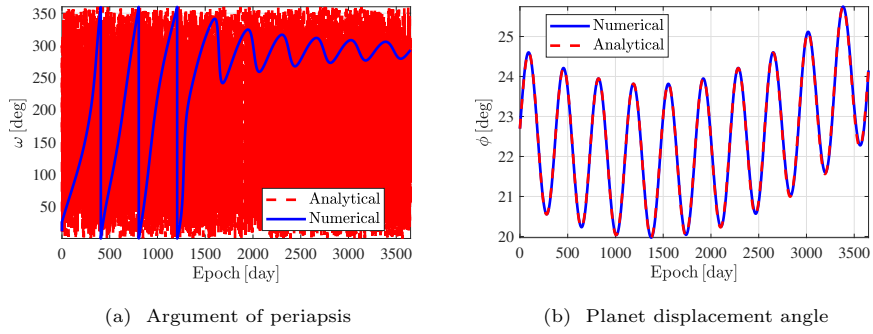 350
300
250
200
150
100
50
ω [deg]
Analytical
Numerical
0 500 1000 1500 2000 2500 3000 3500
Epoch [day]
(a) Argument of periapsis
25
24
23
22
21
20
ϕ [deg]
Numerical
Analytical
0 500 1000 1500 2000 2500 3000 3500
Epoch [day]
(b) Planet displacement angle